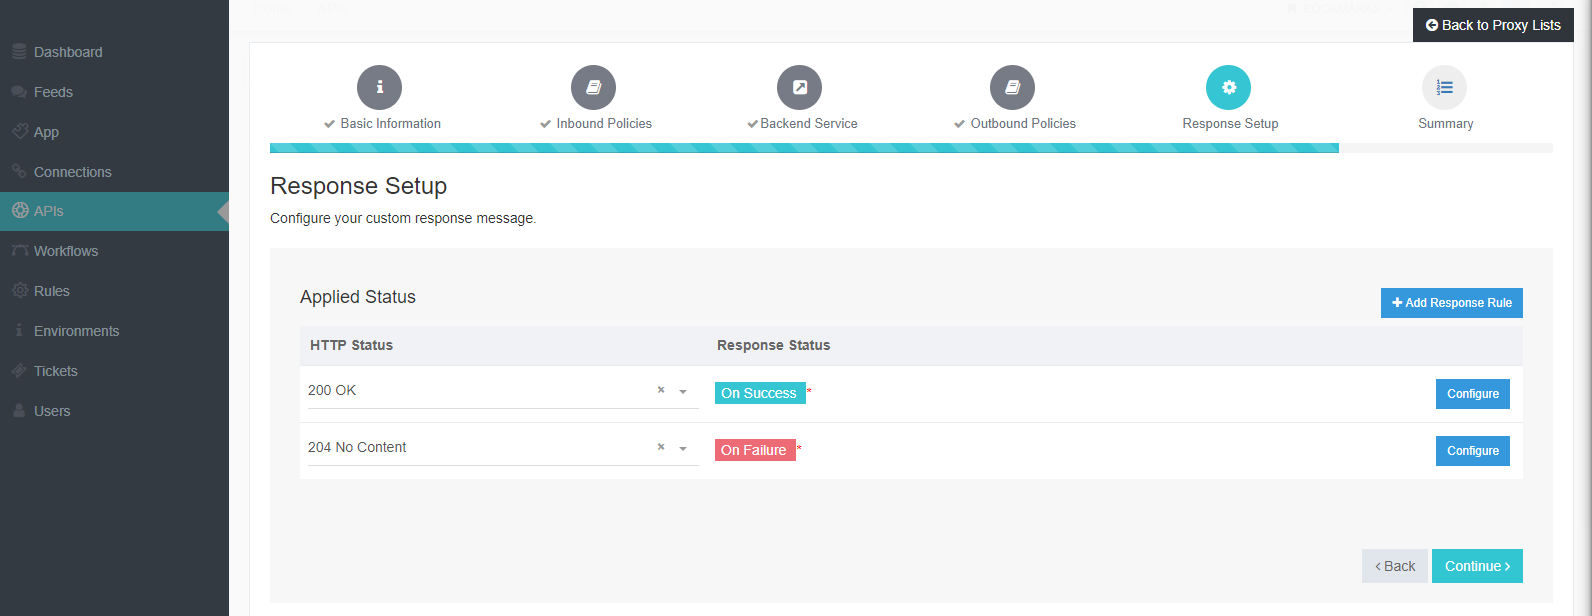 Back to Proxy Lists
Dashboard
Feeds
App
Connections
APIs
Workflows
Rules
Environments
Tickets
Users
Basic Information
Inbound Policies
Backend Service
Outbound Policies
Response Setup
Summary
Response Setup
Configure your custom response message.
Applied Status
Add Response Rule
HTTP Status Response Status
200 OK × On Success * Configure
204 No Content × On Failure * Configure
‹ Back Continue ›